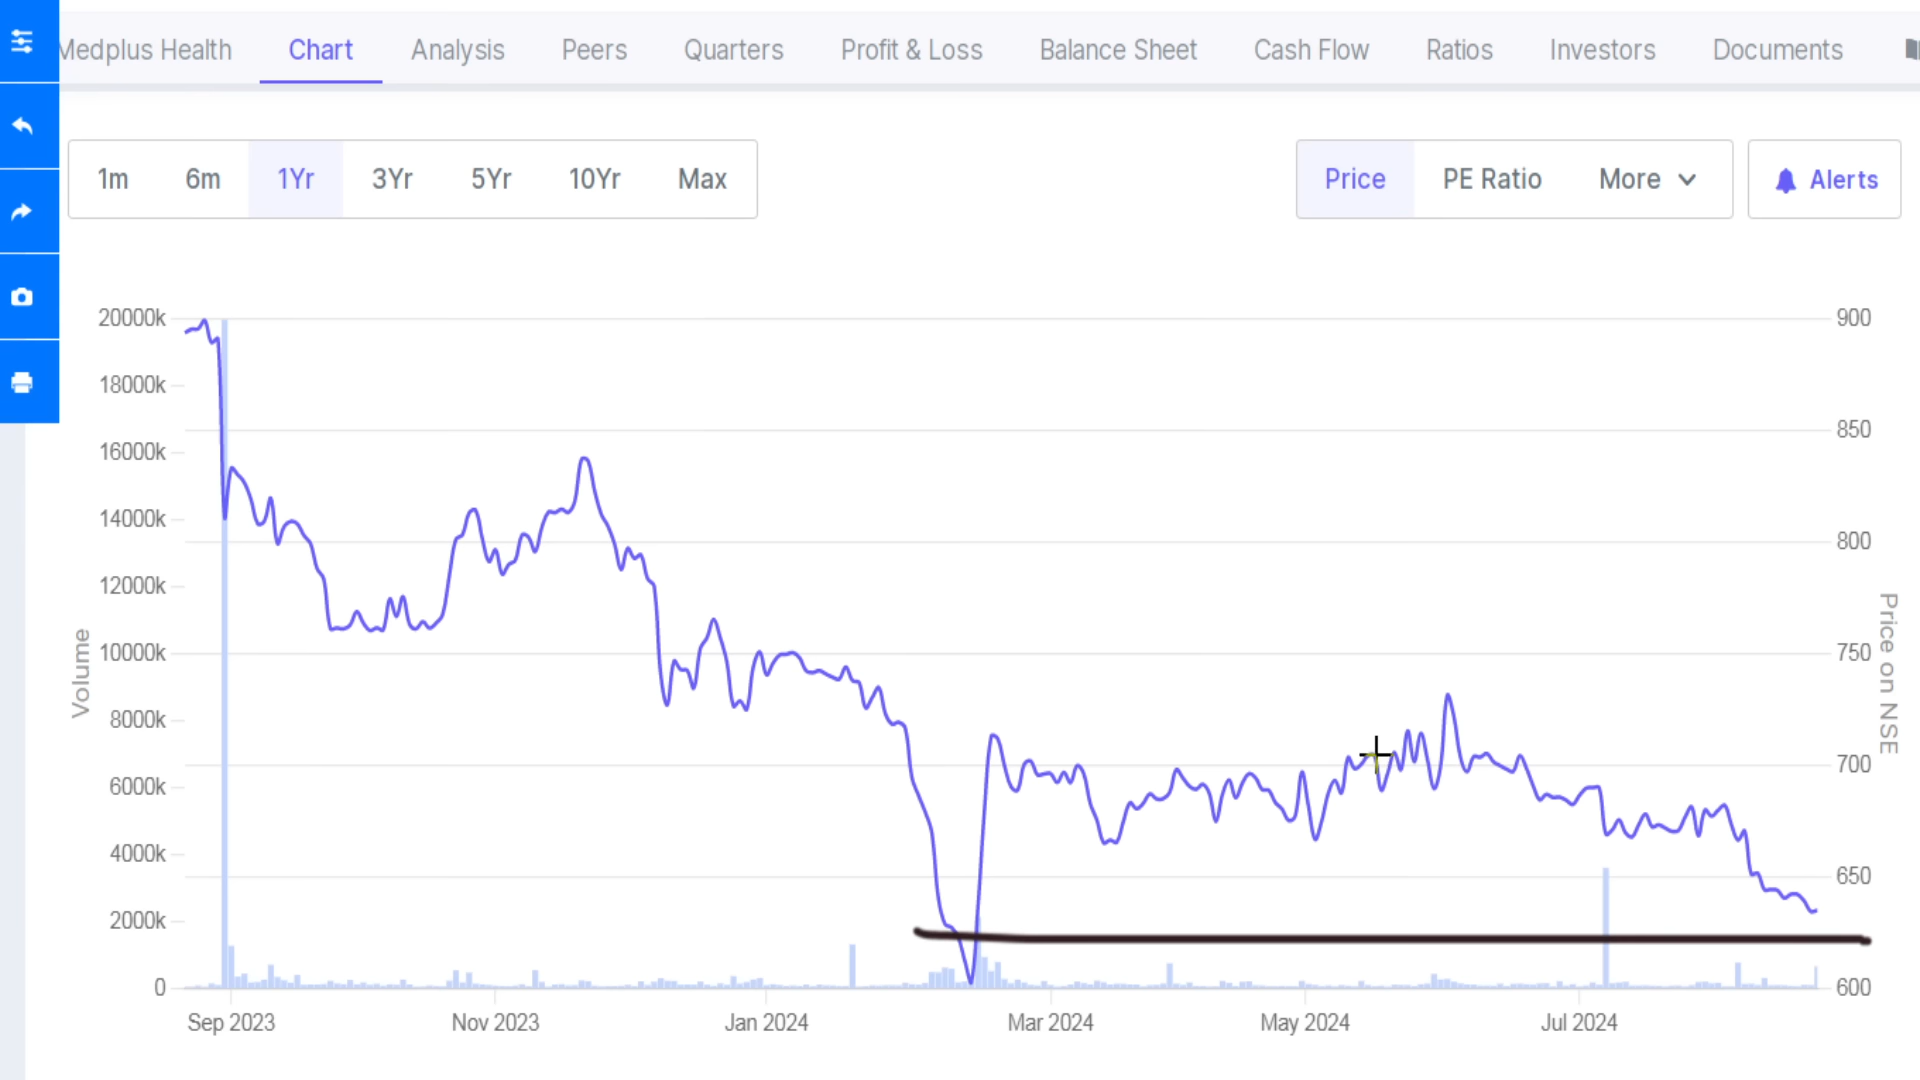 Medplus Health Chart Analysis Peers Quarters Profit & Loss Balance Sheet Cash Flow Ratios Investors Documents
1m 6m 1Yr 3Yr 5Yr 10Yr Max Price PE Ratio More Alerts
20000k 900
18000k
850
16000k
14000k
800
12000k
10000k 750
8000k
700
6000k
4000k
650
2000k
0 600
Volume
Price on NSE
Sep 2023 Nov 2023 Jan 2024 Mar 2024 May 2024 Jul 2024